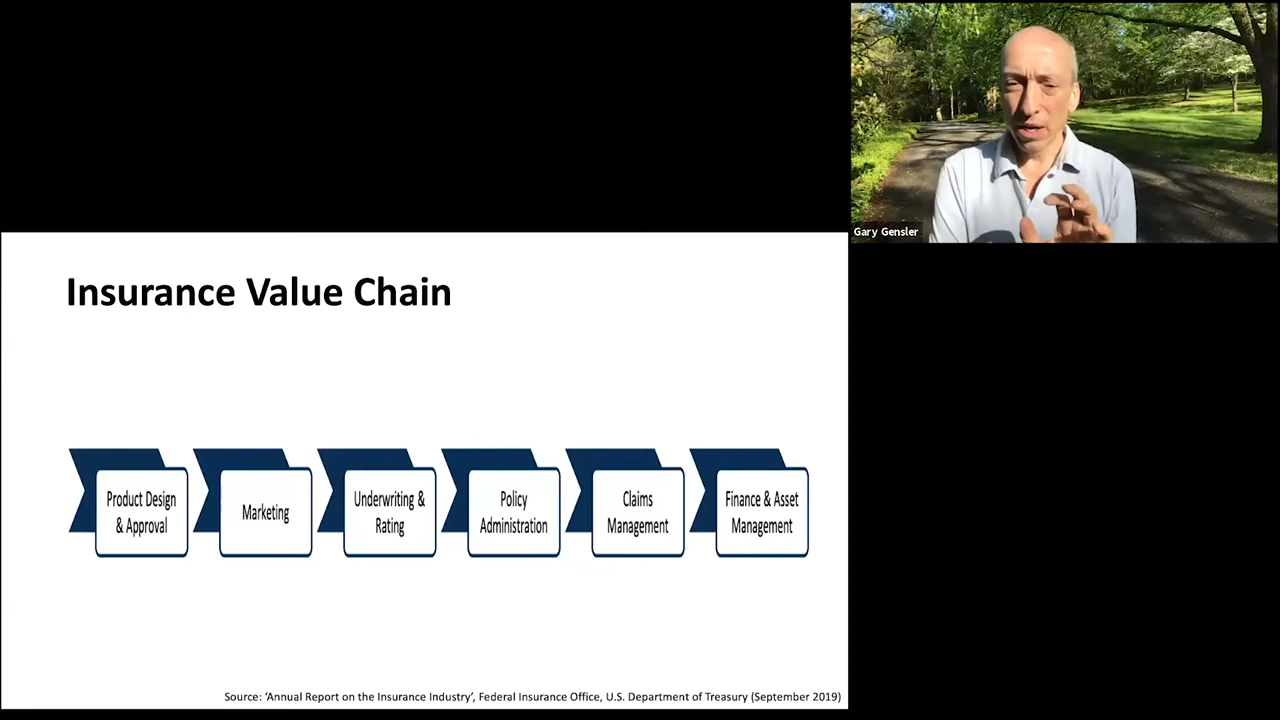 Gary Gensler
Insurance Value Chain
Product Design
& Approval
Marketing
Underwriting &
Rating
Policy
Administration
Claims
Management
Finance & Asset
Management
Source: ‘Annual Report on the Insurance Industry’, Federal Insurance Office, U.S. Department of Treasury (September 2019)